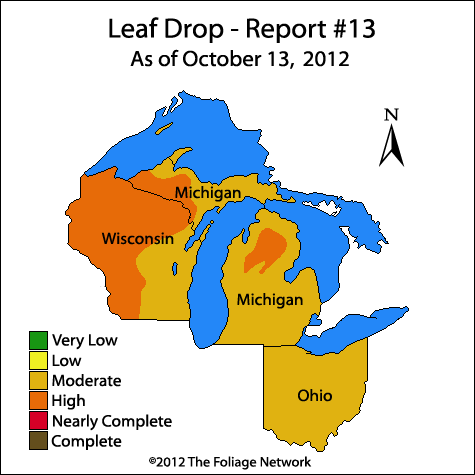 Leaf Drop - Report #13
As of October 13, 2012
N
Michigan
Wisconsin
Michigan
Ohio
Very Low
Low
Moderate
High
Nearly Complete
Complete
©2012 The Foliage Network